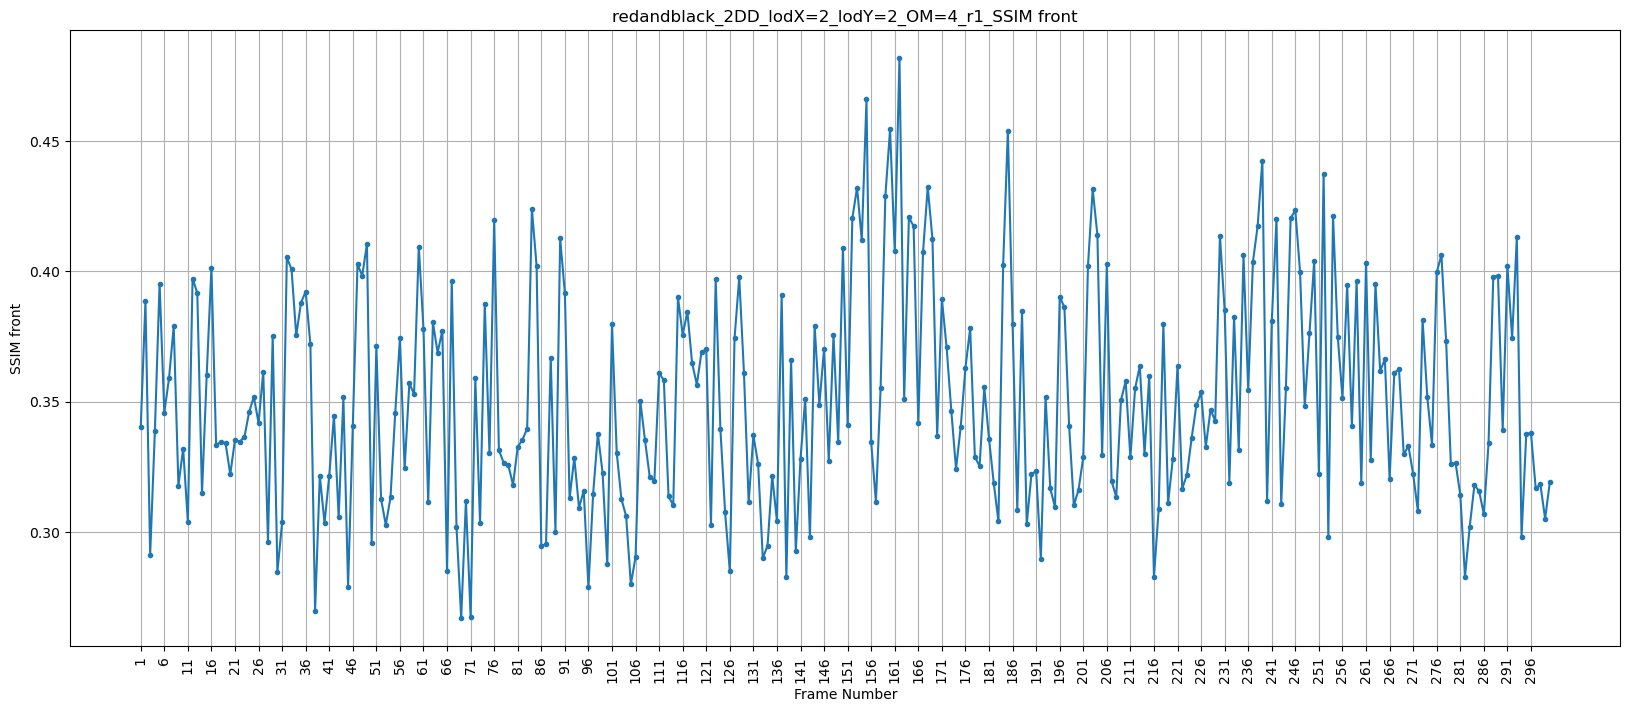 redandblack_2DD_lodX=2_lodY=2_OM=4_r1_SSIM front
SSIM front
0.45
0.40
0.35
0.30
1 6 11 16 21 26 31 36 41 46 51 56 61 66 71 76 81 86 91 96 101 106 111 116 121 126 131 136 141 146 151 156 161 166 171 176 181 186 191 196 201 206 211 216 221 226 231 236 241 246 251 256 261 266 271 276 281 286 291 296
Frame Number